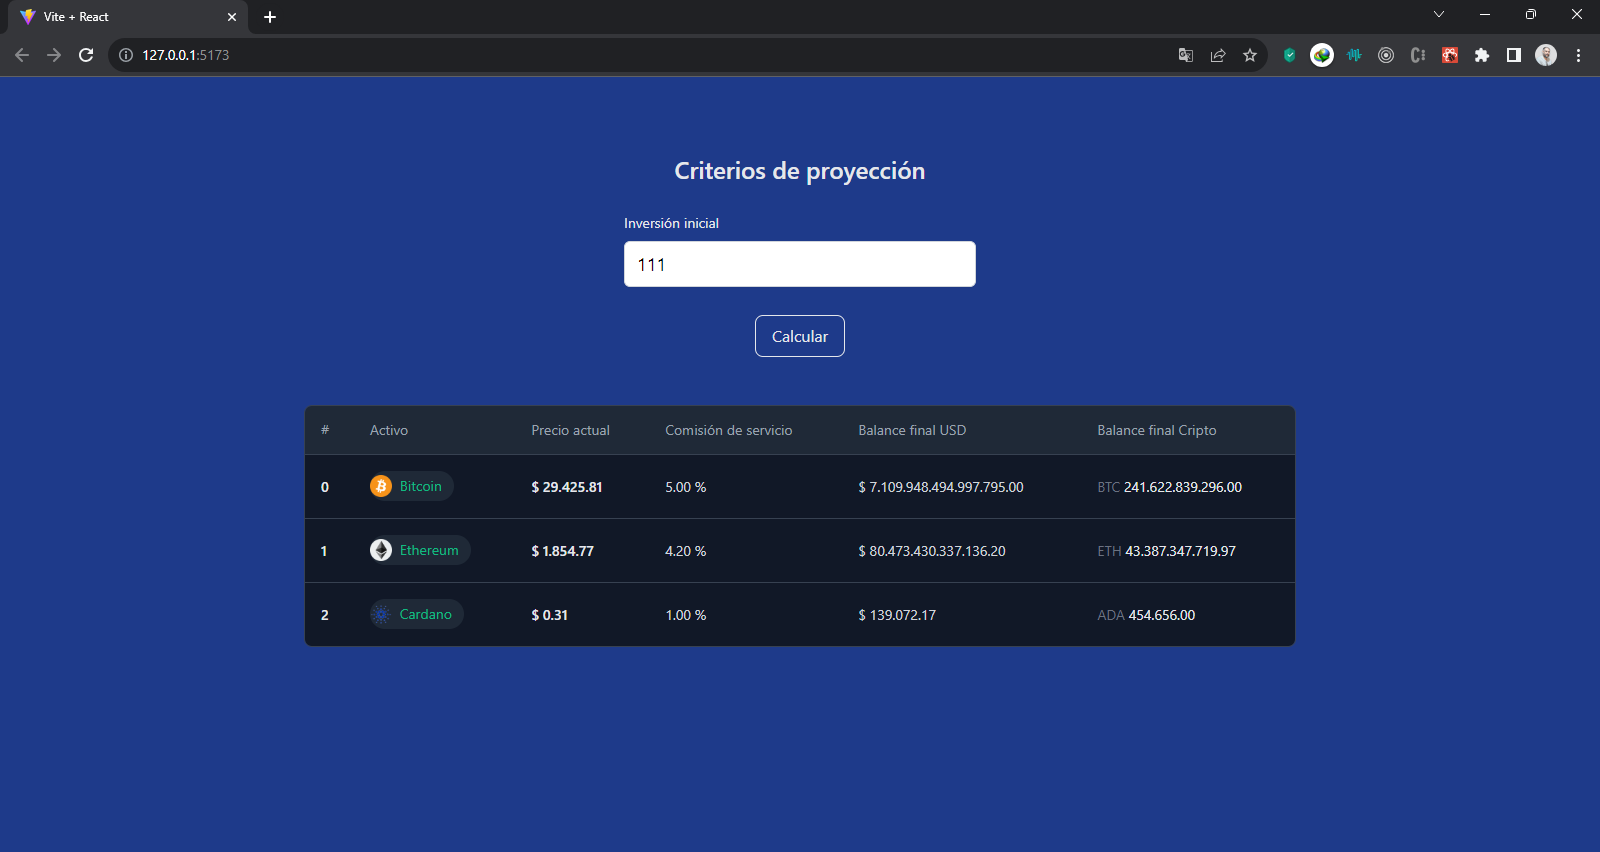 Vite + React
127.0.0.1:5173
Criterios de proyección
Inversión inicial
111
Calcular
# Activo Precio actual Comisión de servicio Balance final USD Balance final Cripto
0 Bitcoin $ 29.425.81 5.00 % $ 7.109.948.494.997.795.00 BTC 241.622.839.296.00
1 Ethereum $ 1.854.77 4.20 % $ 80.473.430.337.136.20 ETH 43.387.347.719.97
2 Cardano $ 0.31 1.00 % $ 139.072.17 ADA 454.656.00